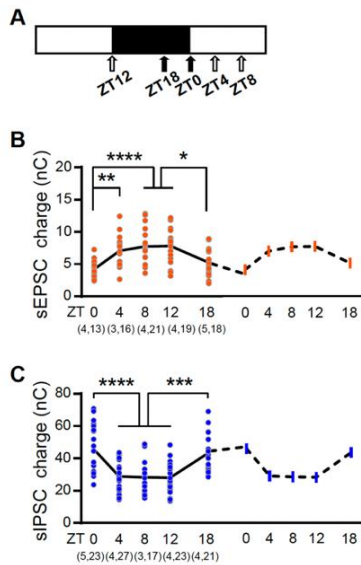 A
ZT12
ZT18
ZT0
ZT4
ZT8
B
sEPSC charge (nC)
20
15
10
5
0
****
**
*
ZT 0 4 8 12 18 0 4 8 12 18
(4,13) (3,16) (4,21) (4,19) (5,18)
C
sIPSC charge (nC)
80
60
40
20
0
****
***
ZT 0 4 8 12 18 0 4 8 12 18
(5,23) (4,27) (3,17) (4,23) (4,21)